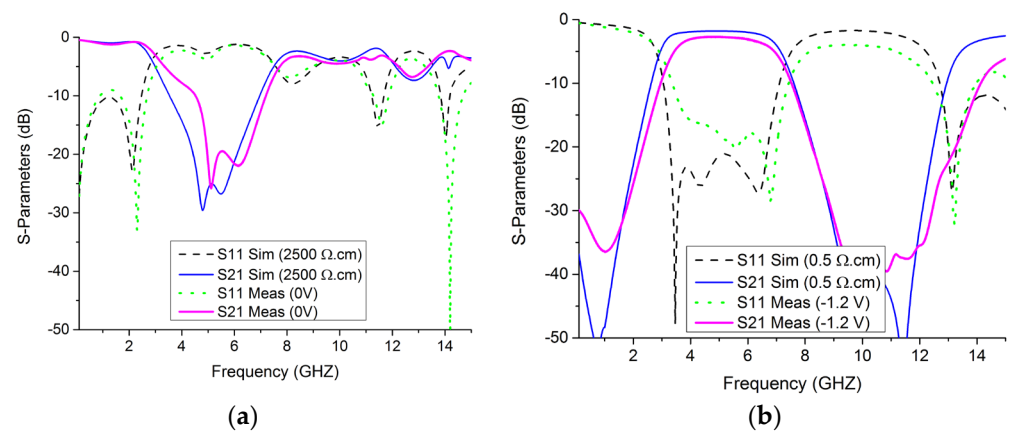 S-Parameters (dB)
0
-10
-20
-30
-40
-50
S11 Sim (2500 Ω.cm)
S21 Sim (2500 Ω.cm)
S11 Meas (0V)
S21 Meas (0V)
2 4 6 8 10 12 14
Frequency (GHZ)
(a)
S-Parameters (dB)
0
-10
-20
-30
-40
-50
S11 Sim (0.5 Ω.cm)
S21 Sim (0.5 Ω.cm)
S11 Meas (-1.2 V)
S21 Meas (-1.2 V)
2 4 6 8 10 12 14
Frequency (GHZ)
(b)